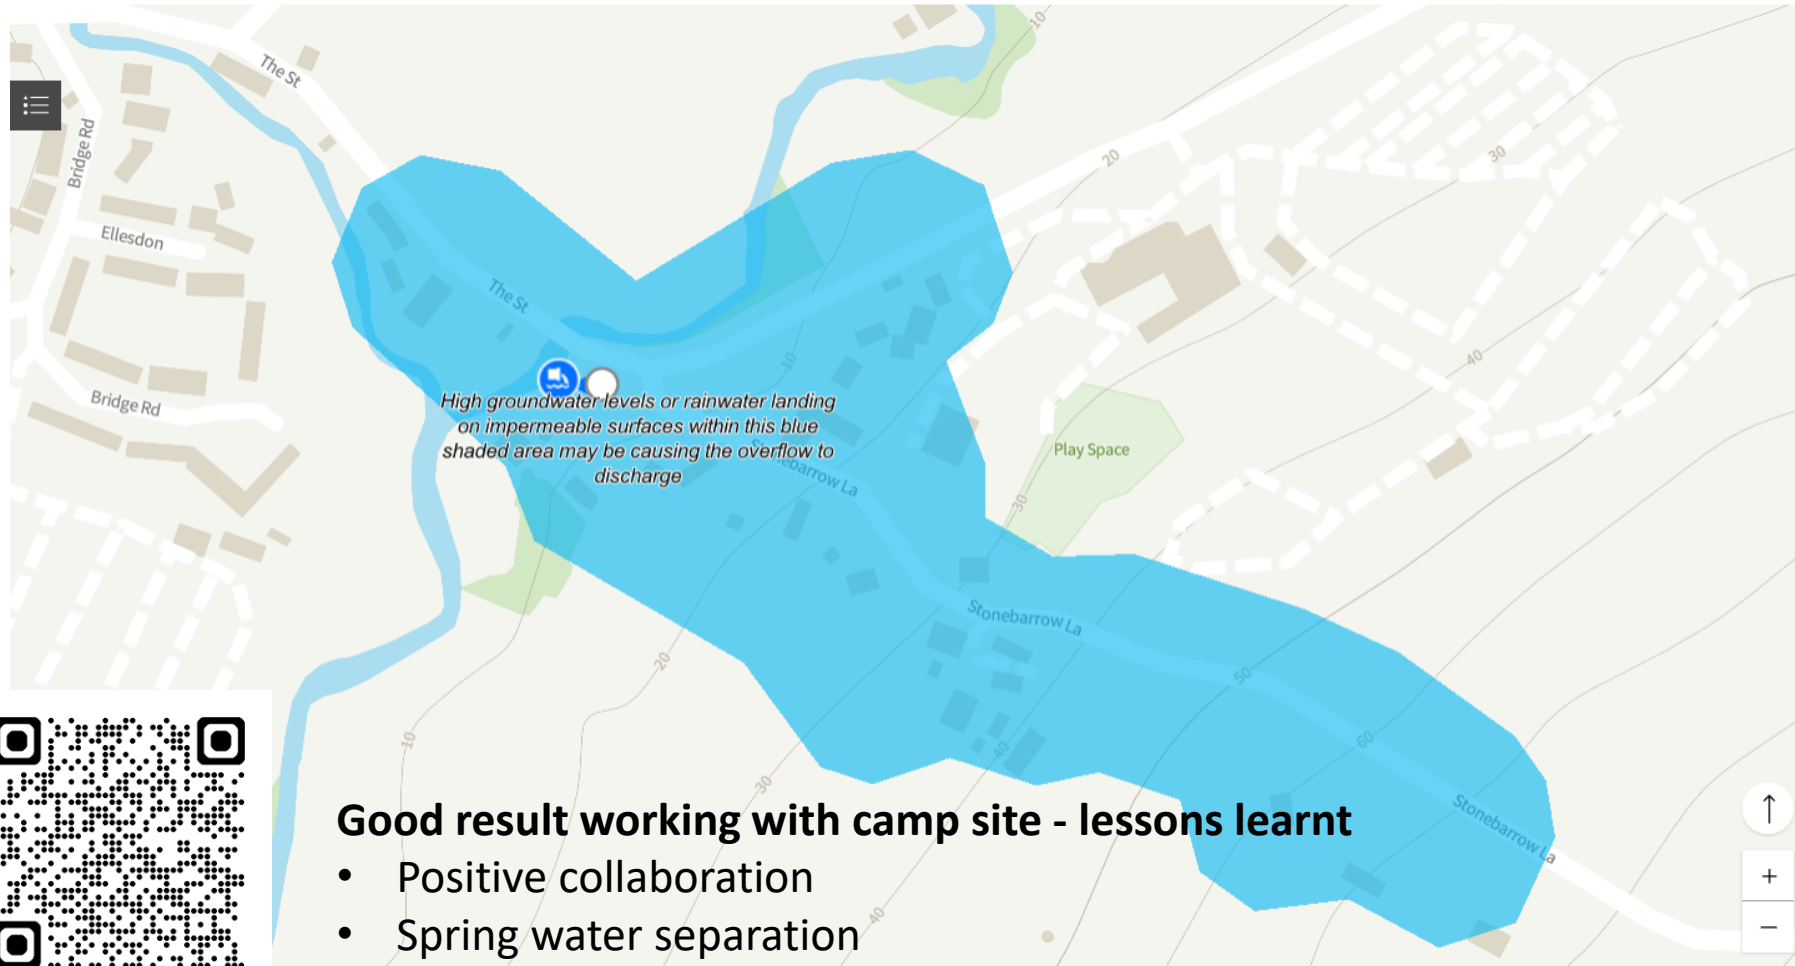 The St
10
Bridge Rd
20
30
Ellesdon
The St
10
40
Bridge Rd
High groundwater levels or rainwater landing
on impermeable surfaces within this blue
shaded area may be causing the overflow to
discharge
Stonebarrow La
Play Space
30
Stonebarrow La
20
50
10
60
40
30
Stonebarrow La
Good result working with camp site - lessons learnt
• Positive collaboration
40
• Spring water separation
+
−